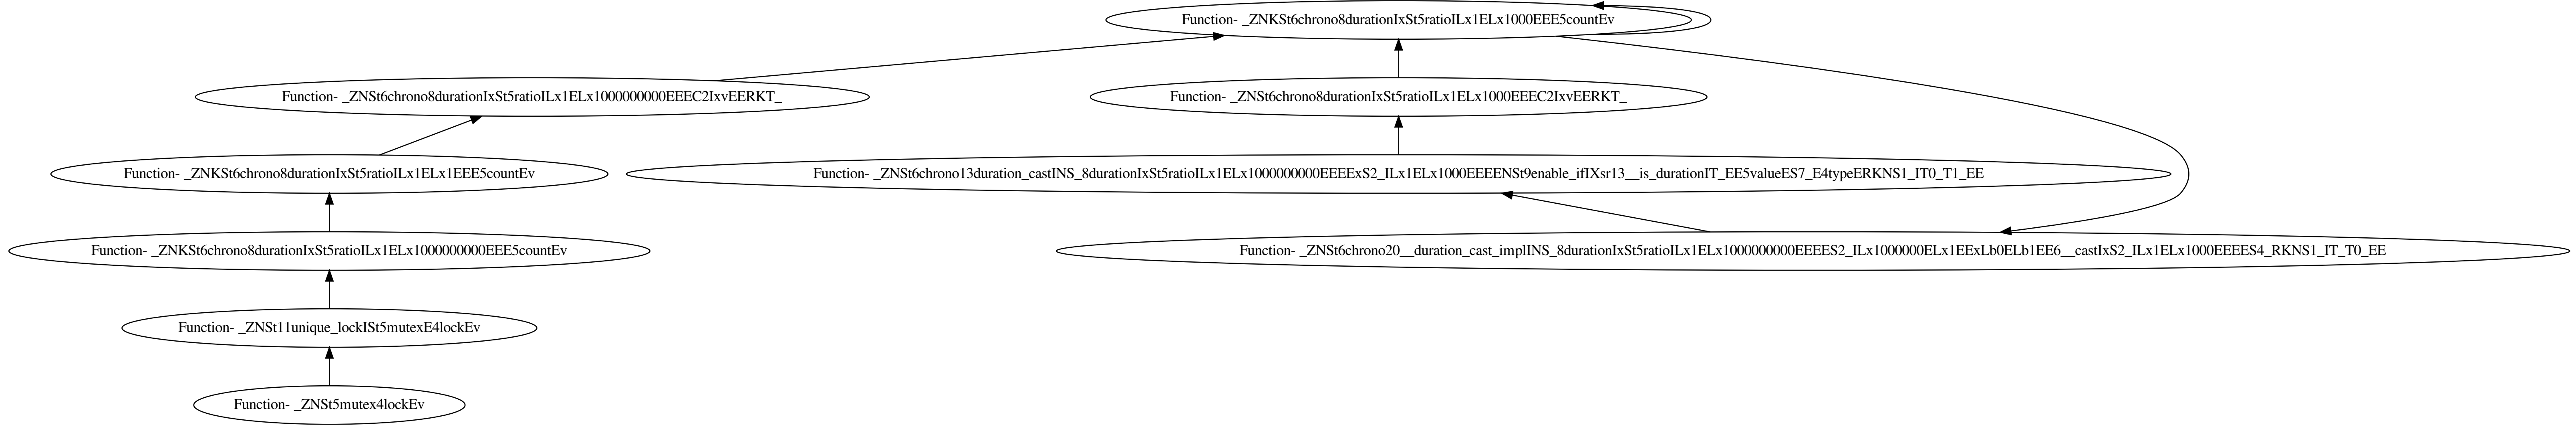 Function- _ZNKSt6chrono8durationIxSt5ratioILx1ELx1000EEE5countEv
Function- _ZNSt6chrono8durationIxSt5ratioILx1ELx1000000000EEEC2IxvEERKT_
Function- _ZNSt6chrono8durationIxSt5ratioILx1ELx1000EEEC2IxvEERKT_
Function- _ZNKSt6chrono8durationIxSt5ratioILx1ELx1EEE5countEv
Function- _ZNSt6chrono13duration_castINS_8durationIxSt5ratioILx1ELx1000000000EEEExS2_ILx1ELx1000EEEENSt9enable_ifIXsr13__is_durationIT_EE5valueES7_E4typeERKNS1_IT0_T1_EE
Function- _ZNKSt6chrono8durationIxSt5ratioILx1ELx1000000000EEE5countEv
Function- _ZNSt6chrono20__duration_cast_implINS_8durationIxSt5ratioILx1ELx1000000000EEEES2_ILx1000000ELx1EExLb0ELb1EE6__castIxS2_ILx1ELx1000EEEES4_RKNS1_IT_T0_EE
Function- _ZNSt11unique_lockISt5mutexE4lockEv
Function- _ZNSt5mutex4lockEv